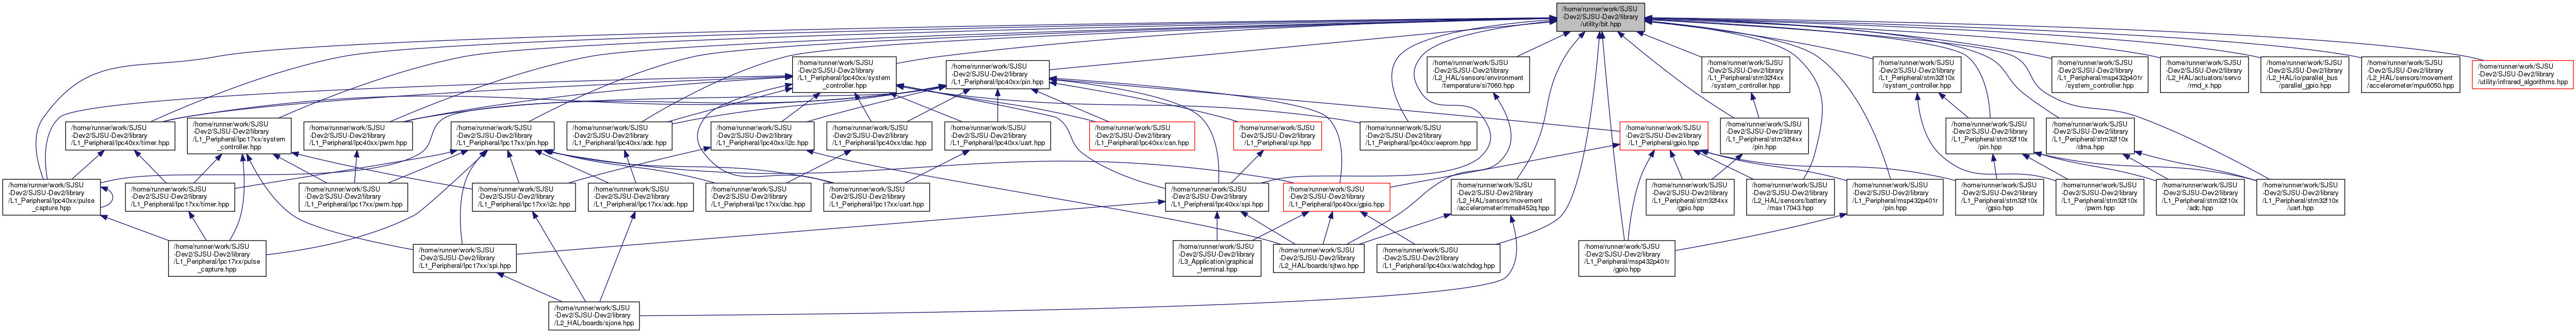 /home/runner/work/SJSU
-Dev2/SJSU-Dev2/library
/utility/bit.hpp
/home/runner/work/SJSU
-Dev2/SJSU-Dev2/library
/L1_Peripheral/lpc40xx/system
_controller.hpp
/home/runner/work/SJSU
-Dev2/SJSU-Dev2/library
/L1_Peripheral/lpc40xx/pin.hpp
/home/runner/work/SJSU
-Dev2/SJSU-Dev2/library
/L2_HAL/sensors/environment
/temperature/si7060.hpp
/home/runner/work/SJSU
-Dev2/SJSU-Dev2/library
/L1_Peripheral/stm32f4xx
/system_controller.hpp
/home/runner/work/SJSU
-Dev2/SJSU-Dev2/library
/L1_Peripheral/stm32f10x
/system_controller.hpp
/home/runner/work/SJSU
-Dev2/SJSU-Dev2/library
/L1_Peripheral/msp432p401r
/system_controller.hpp
/home/runner/work/SJSU
-Dev2/SJSU-Dev2/library
/L2_HAL/actuators/servo
/rmd_x.hpp
/home/runner/work/SJSU
-Dev2/SJSU-Dev2/library
/L2_HAL/io/parallel_bus
/parallel_gpio.hpp
/home/runner/work/SJSU
-Dev2/SJSU-Dev2/library
/L2_HAL/sensors/movement
/accelerometer/mpu6050.hpp
/home/runner/work/SJSU
-Dev2/SJSU-Dev2/library
/utility/infrared_algorithms.hpp
/home/runner/work/SJSU
-Dev2/SJSU-Dev2/library
/L1_Peripheral/lpc40xx/timer.hpp
/home/runner/work/SJSU
-Dev2/SJSU-Dev2/library
/L1_Peripheral/lpc17xx/system
_controller.hpp
/home/runner/work/SJSU
-Dev2/SJSU-Dev2/library
/L1_Peripheral/lpc40xx/pwm.hpp
/home/runner/work/SJSU
-Dev2/SJSU-Dev2/library
/L1_Peripheral/lpc17xx/pin.hpp
/home/runner/work/SJSU
-Dev2/SJSU-Dev2/library
/L1_Peripheral/lpc40xx/adc.hpp
/home/runner/work/SJSU
-Dev2/SJSU-Dev2/library
/L1_Peripheral/lpc40xx/i2c.hpp
/home/runner/work/SJSU
-Dev2/SJSU-Dev2/library
/L1_Peripheral/lpc40xx/dac.hpp
/home/runner/work/SJSU
-Dev2/SJSU-Dev2/library
/L1_Peripheral/lpc40xx/uart.hpp
/home/runner/work/SJSU
-Dev2/SJSU-Dev2/library
/L1_Peripheral/lpc40xx/can.hpp
/home/runner/work/SJSU
-Dev2/SJSU-Dev2/library
/L1_Peripheral/spi.hpp
/home/runner/work/SJSU
-Dev2/SJSU-Dev2/library
/L1_Peripheral/lpc40xx/eeprom.hpp
/home/runner/work/SJSU
-Dev2/SJSU-Dev2/library
/L1_Peripheral/gpio.hpp
/home/runner/work/SJSU
-Dev2/SJSU-Dev2/library
/L1_Peripheral/stm32f4xx
/pin.hpp
/home/runner/work/SJSU
-Dev2/SJSU-Dev2/library
/L1_Peripheral/stm32f10x
/pin.hpp
/home/runner/work/SJSU
-Dev2/SJSU-Dev2/library
/L1_Peripheral/stm32f10x
/dma.hpp
/home/runner/work/SJSU
-Dev2/SJSU-Dev2/library
/L1_Peripheral/lpc40xx/pulse
_capture.hpp
/home/runner/work/SJSU
-Dev2/SJSU-Dev2/library
/L1_Peripheral/lpc17xx/timer.hpp
/home/runner/work/SJSU
-Dev2/SJSU-Dev2/library
/L1_Peripheral/lpc17xx/pwm.hpp
/home/runner/work/SJSU
-Dev2/SJSU-Dev2/library
/L1_Peripheral/lpc17xx/i2c.hpp
/home/runner/work/SJSU
-Dev2/SJSU-Dev2/library
/L1_Peripheral/lpc17xx/adc.hpp
/home/runner/work/SJSU
-Dev2/SJSU-Dev2/library
/L1_Peripheral/lpc17xx/dac.hpp
/home/runner/work/SJSU
-Dev2/SJSU-Dev2/library
/L1_Peripheral/lpc17xx/uart.hpp
/home/runner/work/SJSU
-Dev2/SJSU-Dev2/library
/L1_Peripheral/lpc40xx/spi.hpp
/home/runner/work/SJSU
-Dev2/SJSU-Dev2/library
/L1_Peripheral/lpc40xx/gpio.hpp
/home/runner/work/SJSU
-Dev2/SJSU-Dev2/library
/L2_HAL/sensors/movement
/accelerometer/mma8452q.hpp
/home/runner/work/SJSU
-Dev2/SJSU-Dev2/library
/L1_Peripheral/stm32f4xx
/gpio.hpp
/home/runner/work/SJSU
-Dev2/SJSU-Dev2/library
/L2_HAL/sensors/battery
/max17043.hpp
/home/runner/work/SJSU
-Dev2/SJSU-Dev2/library
/L1_Peripheral/msp432p401r
/pin.hpp
/home/runner/work/SJSU
-Dev2/SJSU-Dev2/library
/L1_Peripheral/stm32f10x
/gpio.hpp
/home/runner/work/SJSU
-Dev2/SJSU-Dev2/library
/L1_Peripheral/stm32f10x
/pwm.hpp
/home/runner/work/SJSU
-Dev2/SJSU-Dev2/library
/L1_Peripheral/stm32f10x
/adc.hpp
/home/runner/work/SJSU
-Dev2/SJSU-Dev2/library
/L1_Peripheral/stm32f10x
/uart.hpp
/home/runner/work/SJSU
-Dev2/SJSU-Dev2/library
/L1_Peripheral/lpc17xx/pulse
_capture.hpp
/home/runner/work/SJSU
-Dev2/SJSU-Dev2/library
/L1_Peripheral/lpc17xx/spi.hpp
/home/runner/work/SJSU
-Dev2/SJSU-Dev2/library
/L3_Application/graphical
_terminal.hpp
/home/runner/work/SJSU
-Dev2/SJSU-Dev2/library
/L2_HAL/boards/sjtwo.hpp
/home/runner/work/SJSU
-Dev2/SJSU-Dev2/library
/L1_Peripheral/lpc40xx/watchdog.hpp
/home/runner/work/SJSU
-Dev2/SJSU-Dev2/library
/L1_Peripheral/msp432p401r
/gpio.hpp
/home/runner/work/SJSU
-Dev2/SJSU-Dev2/library
/L2_HAL/boards/sjone.hpp